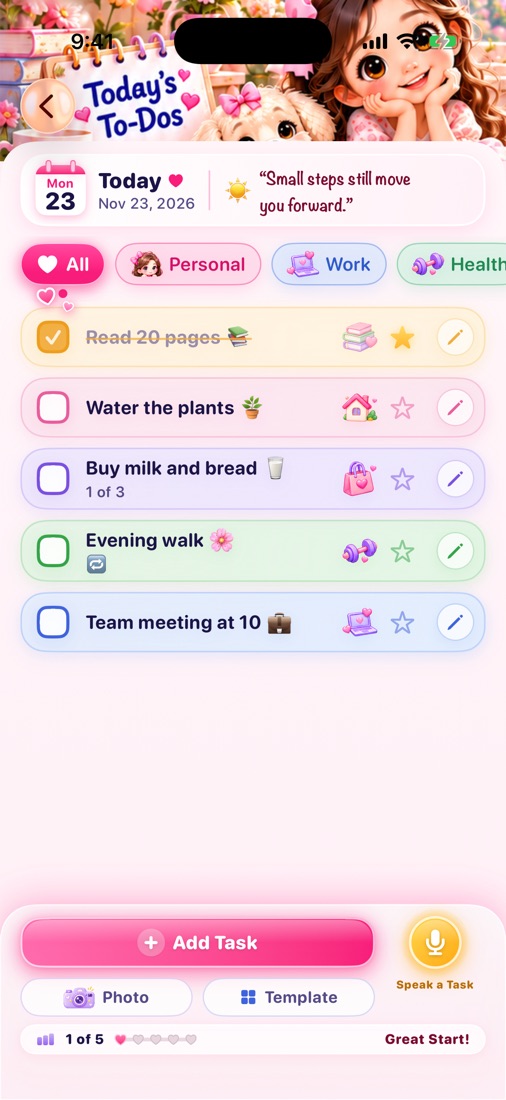 9:41
Today's
To-Dos
Mon
23
Today
Nov 23, 2026
“Small steps still move
you forward.”
All
Personal
Work
Health
Read 20 pages
Water the plants
Buy milk and bread
1 of 3
Evening walk
Team meeting at 10
Add Task
Speak a Task
Photo
Template
1 of 5
Great Start!